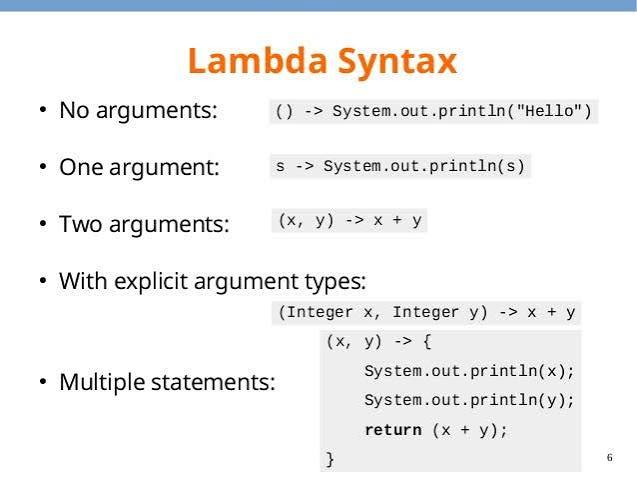 Lambda Syntax
• No arguments: () -> System.out.println("Hello")
• One argument: s -> System.out.println(s)
• Two arguments: (x, y) -> x + y
• With explicit argument types:
(Integer x, Integer y) -> x + y
(x, y) -> {
System.out.println(x);
• Multiple statements:
System.out.println(y);
return (x + y);
}
6